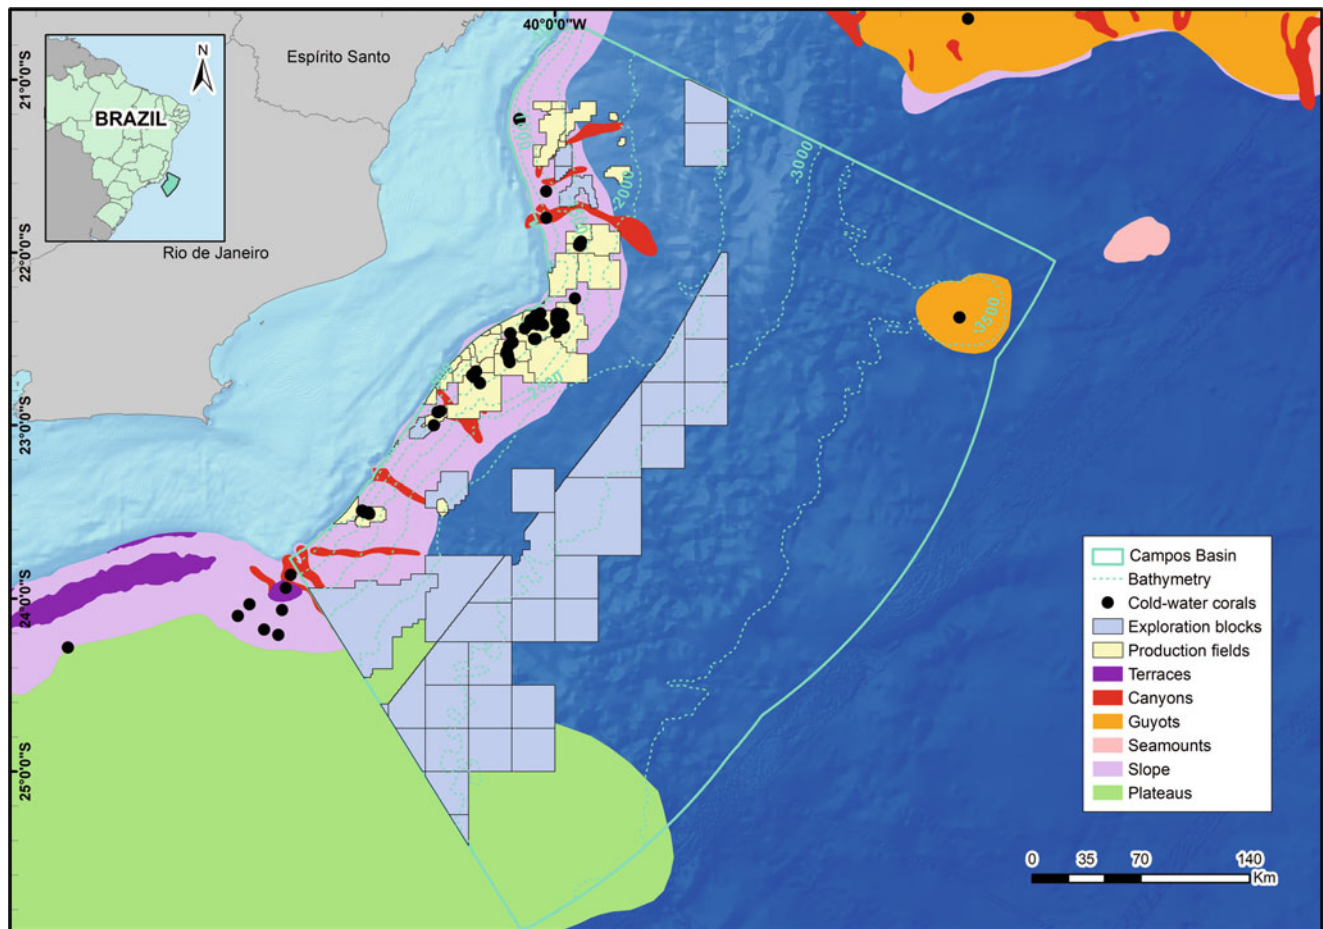 40°0'0"W
Espírito Santo
N
BRAZIL
Rio de Janeiro
21°0'0"S
22°0'0"S
23°0'0"S
24°0'0"S
25°0'0"S
-2000
-3000
-3500
Campos Basin
Bathymetry
Cold-water corals
Exploration blocks
Production fields
Terraces
Canyons
Guyots
Seamounts
Slope
Plateaus
0 35 70 140
Km